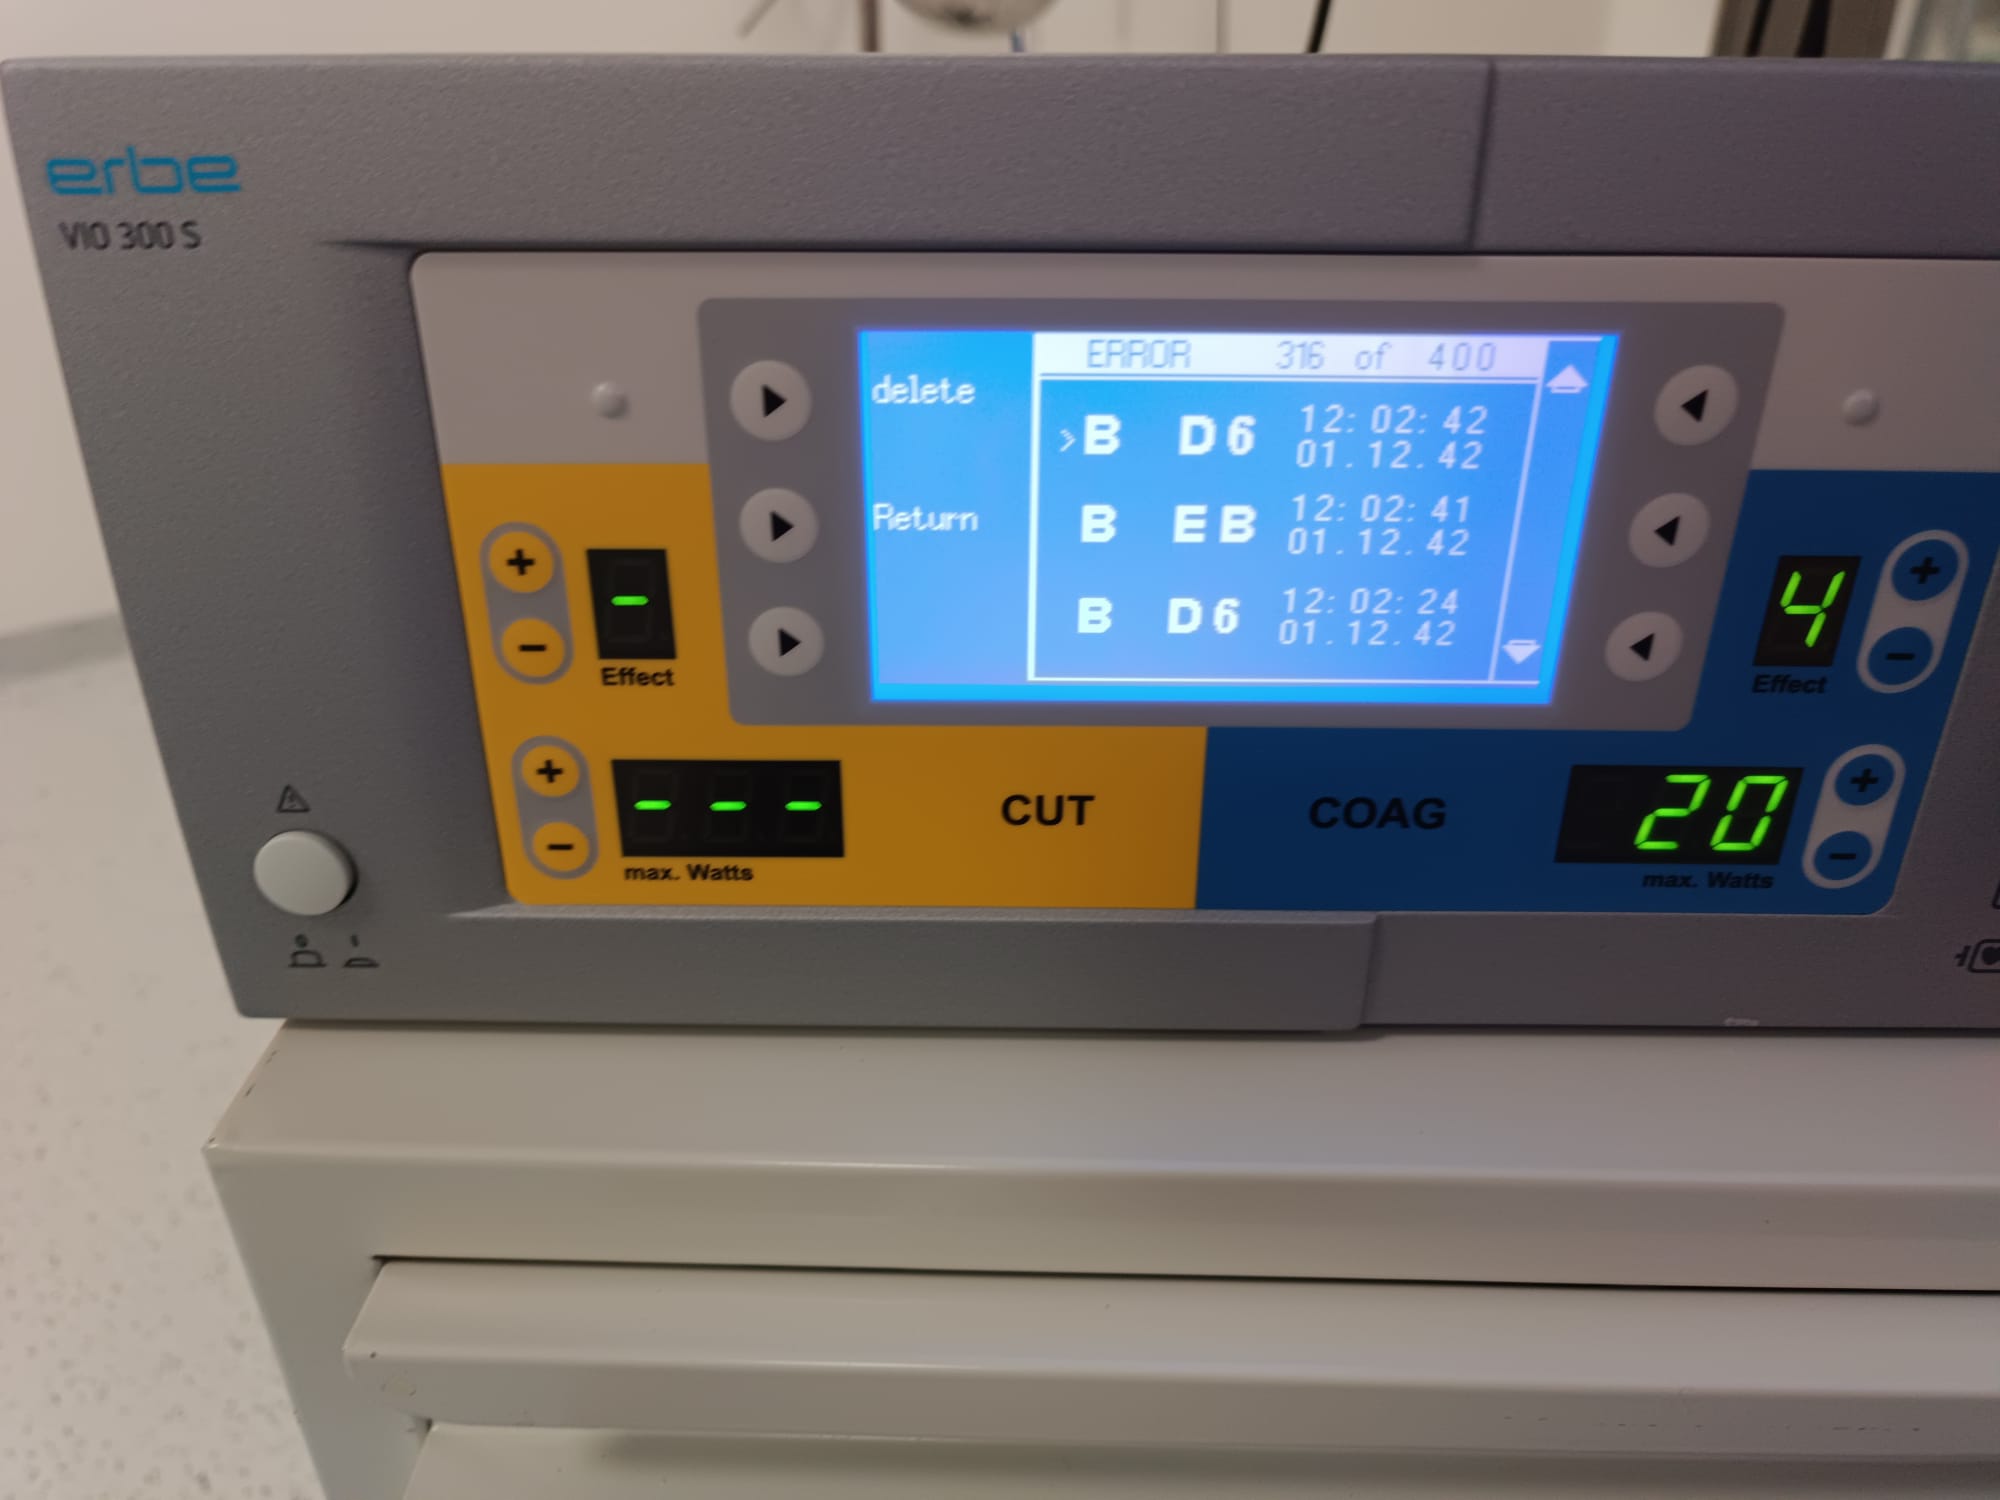 erbe
VIO 300 S
ERROR 316 of 400
delete
>B D6 12:02:42
01.12.42
Return
B EB 12:02:41
01.12.42
B D6 12:02:24
01.12.42
+
-
-
Effect
4
+
-
Effect
+
-
---
max. Watts
CUT
COAG
20
max. Watts
+
-